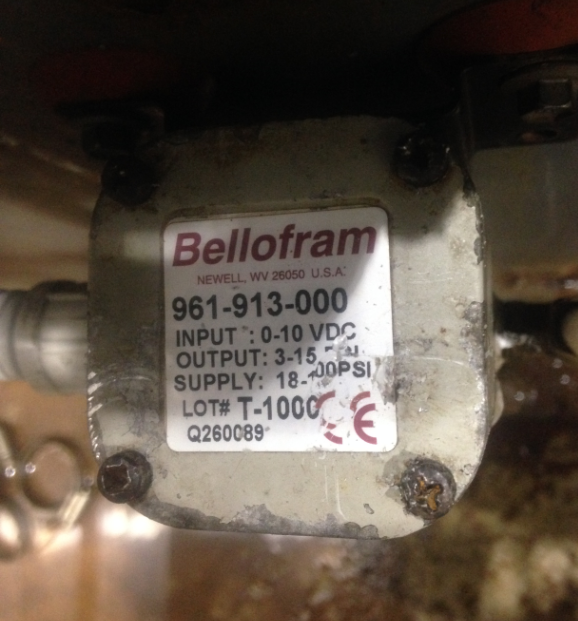 Bellofram
NEWELL, WV 26050 U.S.A.
961-913-000
INPUT : 0-10 VDC
OUTPUT: 3-15
SUPPLY: 18-100PSI
LOT# T-1000
CE
Q260089